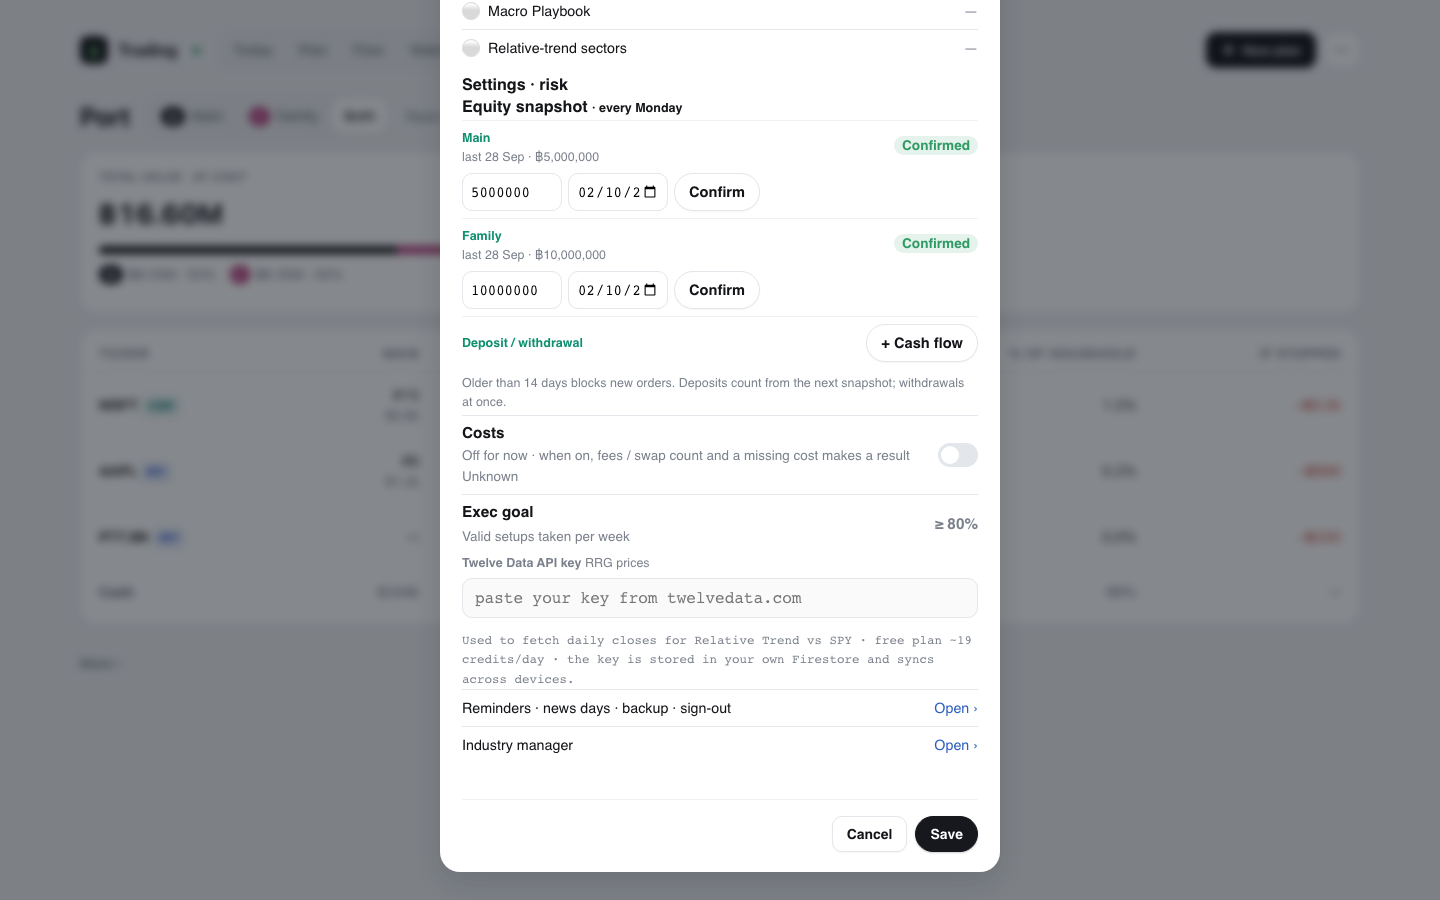 Macro Playbook —
Relative-trend sectors —
Settings · risk
Equity snapshot · every Monday
Main
Confirmed
last 28 Sep · ฿5,000,000
5000000 02/10/2 Confirm
Family
Confirmed
last 28 Sep · ฿10,000,000
10000000 02/10/2 Confirm
Deposit / withdrawal + Cash flow
Older than 14 days blocks new orders. Deposits count from the next snapshot; withdrawals
at once.
Costs
Off for now · when on, fees / swap count and a missing cost makes a result
Unknown
Exec goal
≥ 80%
Valid setups taken per week
Twelve Data API key RRG prices
paste your key from twelvedata.com
Used to fetch daily closes for Relative Trend vs SPY · free plan ~19
credits/day · the key is stored in your own Firestore and syncs
across devices.
Reminders · news days · backup · sign-out Open ›
Industry manager Open ›
Cancel Save
Trading
Port
฿16.60M